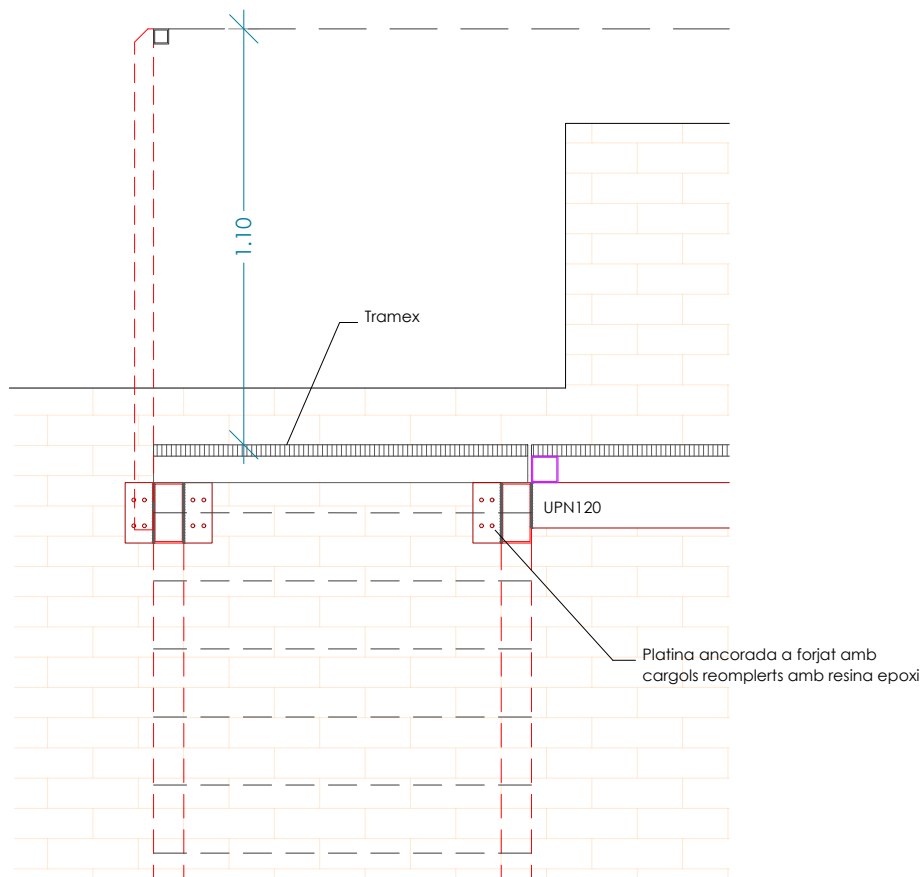 1.10
Tramex
UPN120
Platina ancorada a forjat amb
cargols reomplerts amb resina epoxi